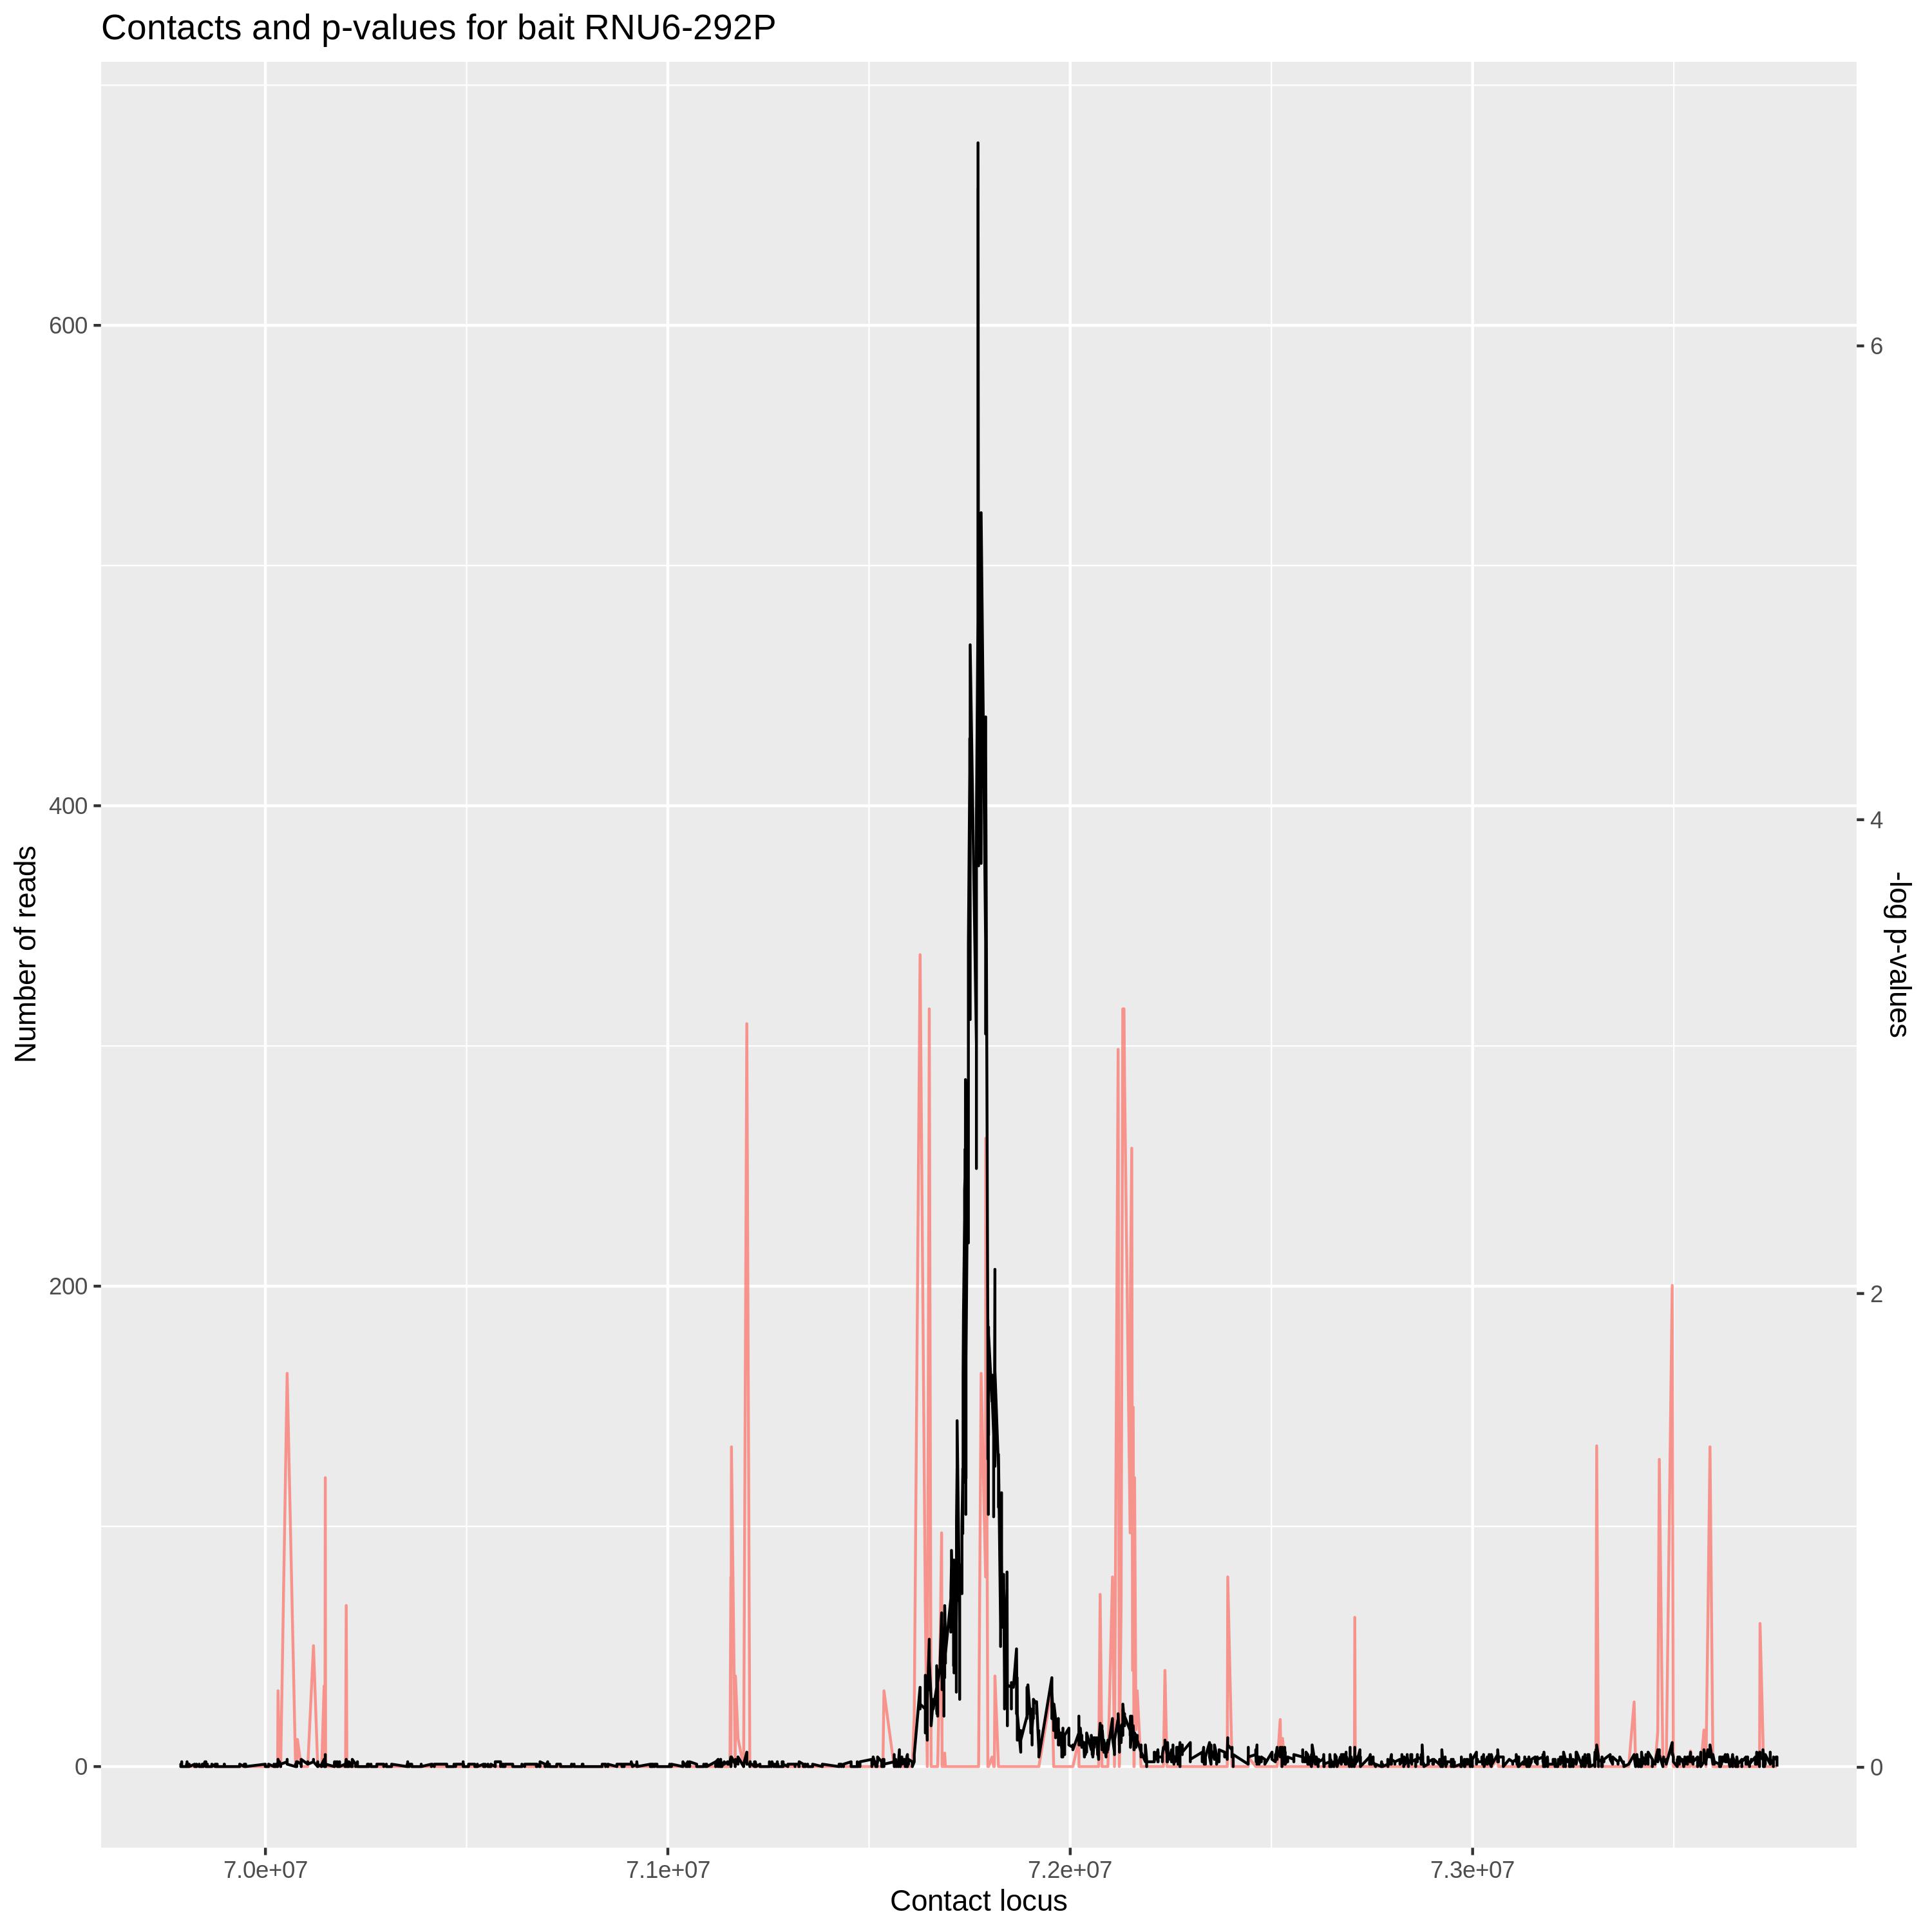 Contacts and p-values for bait RNU6-292P
600
400
200
0
6
4
2
0
Number of reads
-log p-values
7.0e+07
7.1e+07
7.2e+07
7.3e+07
Contact locus